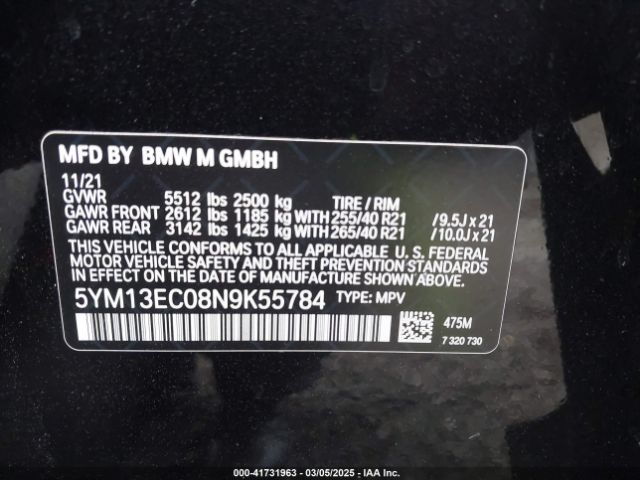 MFD BY BMW M GMBH
11/21
GVWR 5512 lbs 2500 kg TIRE / RIM
GAWR FRONT 2612 lbs 1185 kg WITH 255/40 R21 /9.5J x 21
GAWR REAR 3142 lbs 1425 kg WITH 265/40 R21 /10.0J x 21
THIS VEHICLE CONFORMS TO ALL APPLICABLE U. S. FEDERAL
MOTOR VEHICLE SAFETY, BUMPER, AND THEFT PREVENTION
STANDARDS IN EFFECT ON THE DATE OF MANUFACTURE SHOWN ABOVE.
5YM13EC08N9K55784 TYPE: MPV
475M
7 320 730
000-41731963 — 03/05/2025 - IAA Inc.